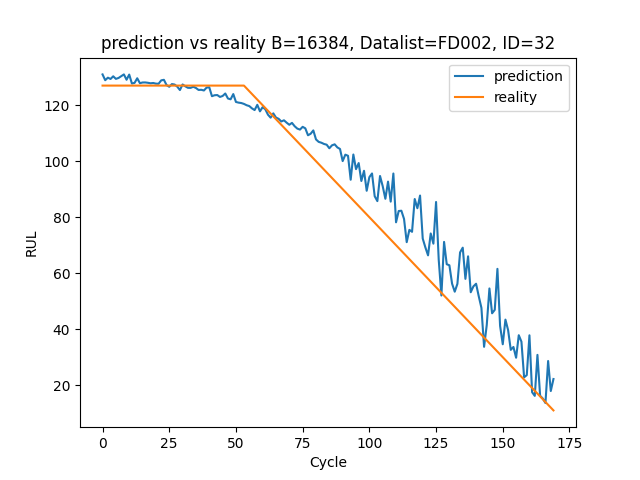 prediction vs reality B=16384, Datalist=FD002, ID=32
prediction
reality
120
100
80
60
40
20
RUL
0 25 50 75 100 125 150 175
Cycle